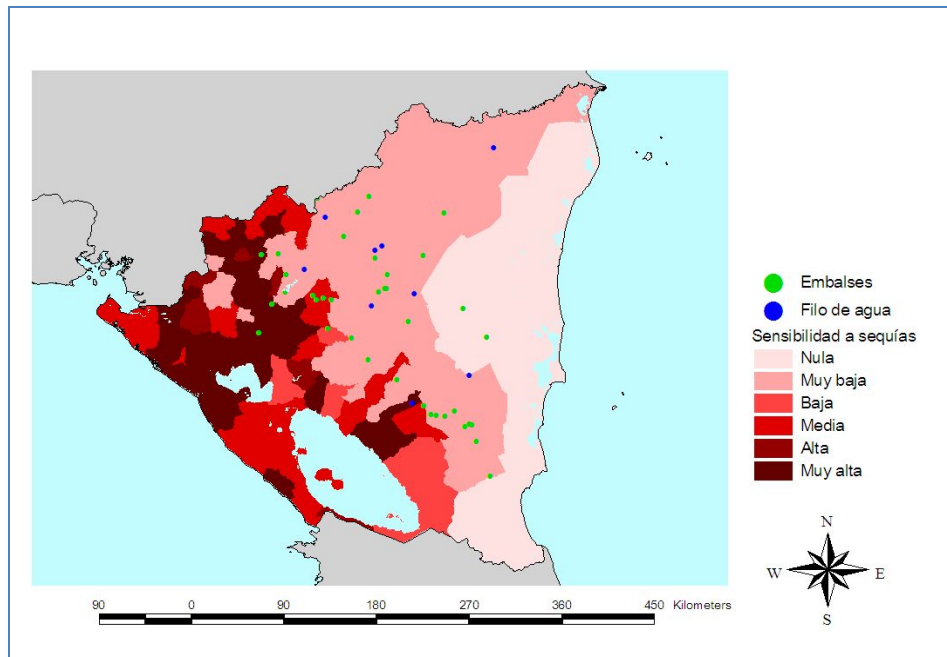 Embalses
Filo de agua
Sensibilidad a sequías
Nula
Muy baja
Baja
Media
Alta
Muy alta
N
W E
S
90 0 90 180 270 360 450 Kilometers